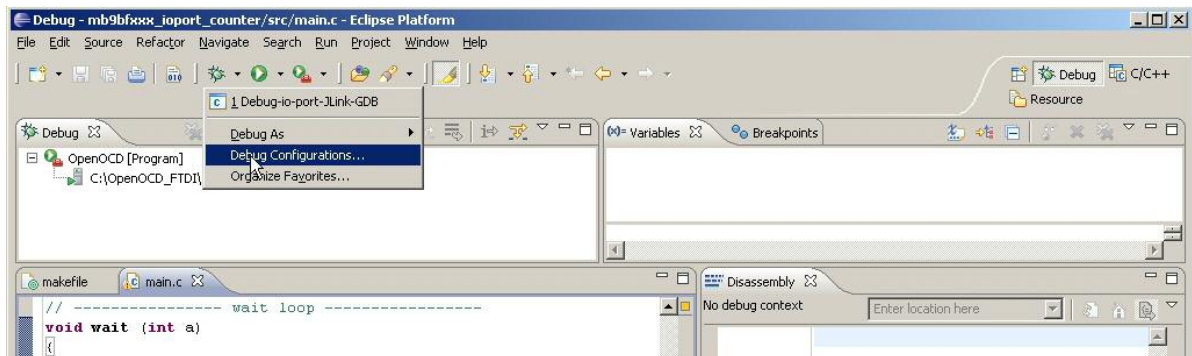 Debug - mb9bfxxx_ioport_counter/src/main.c - Eclipse Platform
File Edit Source Refactor Navigate Search Run Project Window Help
Debug C/C++
Resource
1 Debug-io-port-JLink-GDB
Debug As
Debug Configurations...
Organize Favorites...
Debug
OpenOCD [Program]
C:\OpenOCD_FTDI\
(x)= Variables Breakpoints
makefile main.c
// ---------------- wait loop -----------------
void wait (int a)
{
Disassembly
No debug context Enter location here